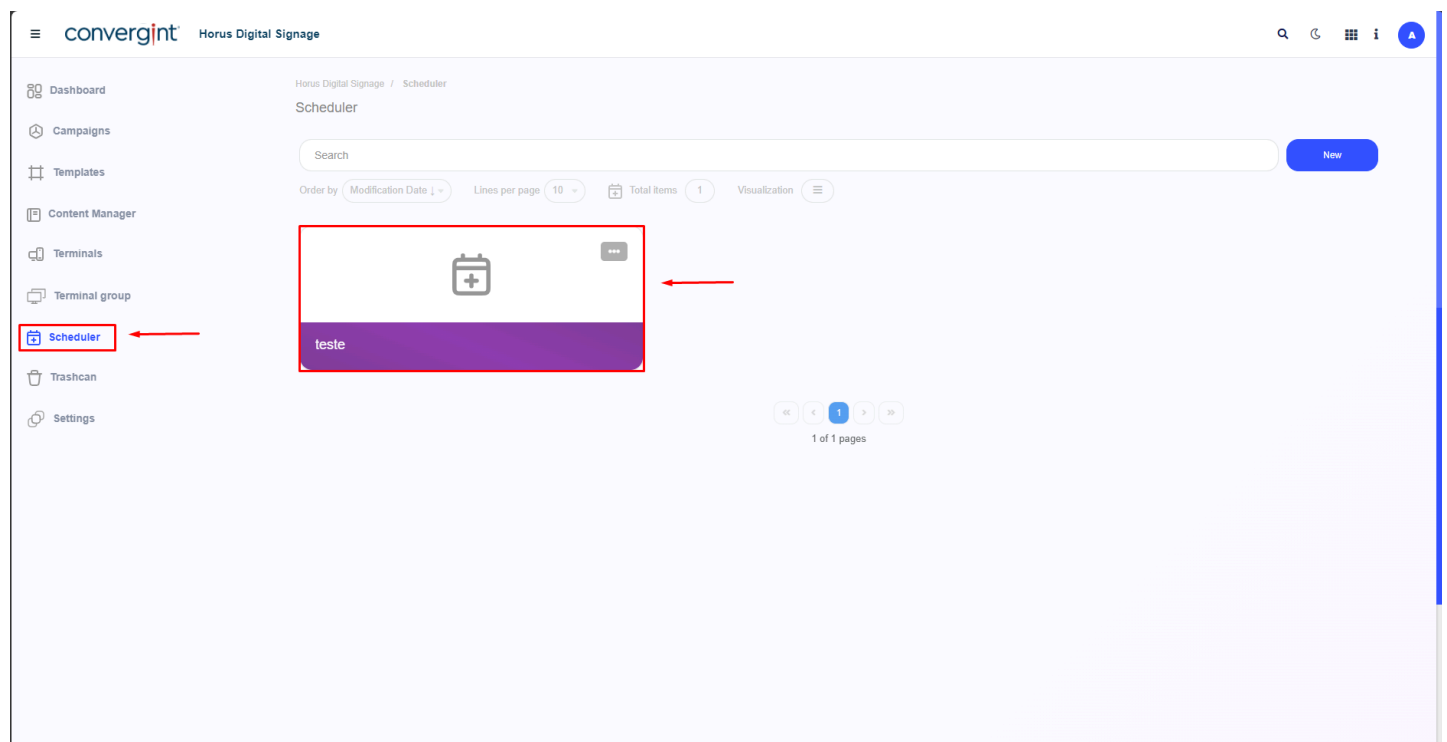 convergint Horus Digital Signage
i A
Dashboard
Campaigns
Templates
Content Manager
Terminals
Terminal group
Scheduler
Trashcan
Settings
Horus Digital Signage / Scheduler
Scheduler
Search New
Order by Modification Date ↓ Lines per page 10 Total items 1 Visualization
teste
« ‹ 1 › »
1 of 1 pages